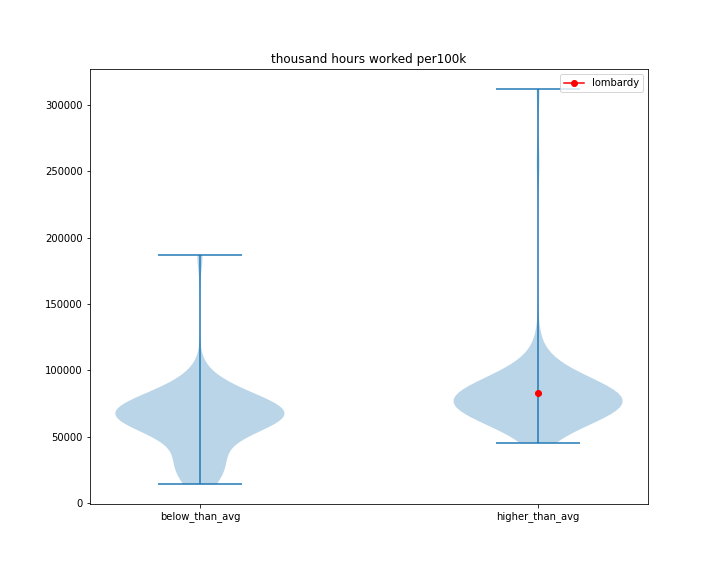 thousand hours worked per100k
lombardy
300000
250000
200000
150000
100000
50000
0
below_than_avg
higher_than_avg